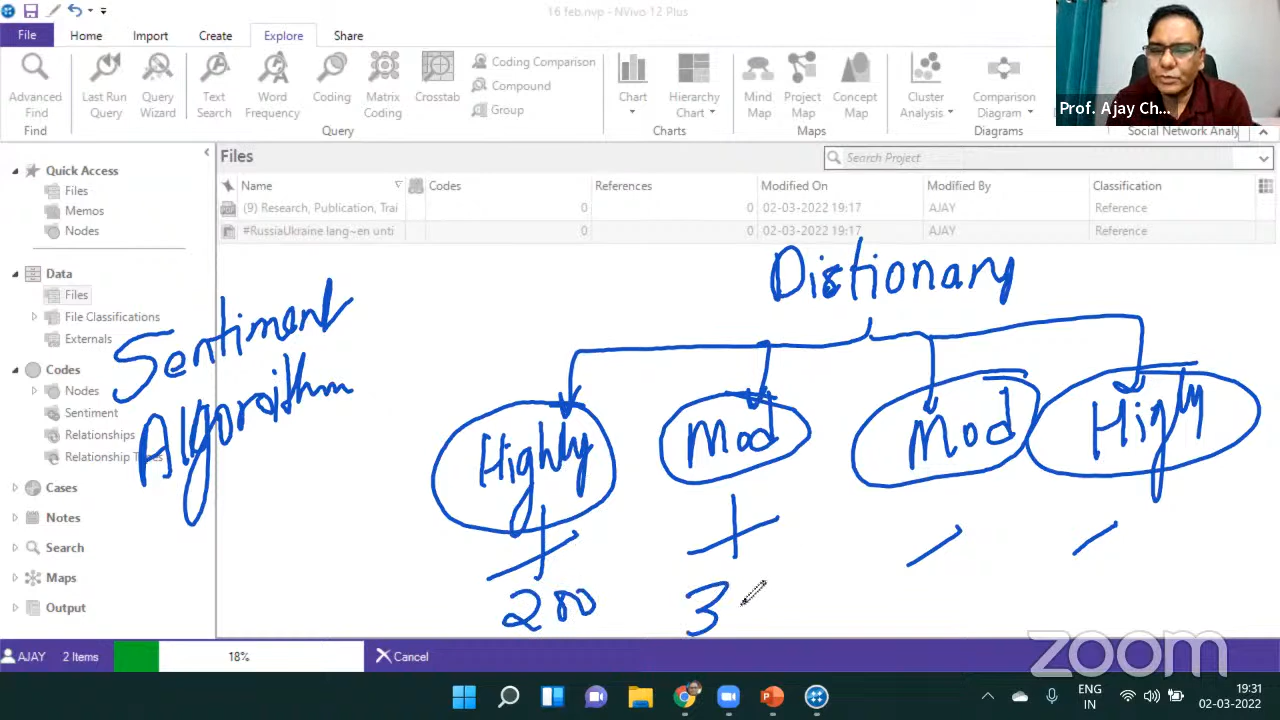 16 feb.nvp - NVivo 12 Plus
File Home Import Create Explore Share
Advanced Find
Last Run Query
Query Wizard
Text Search
Word Frequency
Coding
Matrix Coding
Crosstab
Coding Comparison
Compound
Group
Chart
Hierarchy Chart
Mind Map
Project Map
Concept Map
Cluster Analysis
Comparison Diagram
Find Query Charts Maps Diagrams Social Network Analy
Prof. Ajay Ch...
Quick Access
Files
Memos
Nodes
Data
Files
File Classifications
Externals
Codes
Nodes
Sentiment
Relationships
Relationship Types
Cases
Notes
Search
Maps
Output
Files
Search Project
Name Codes References Modified On Modified By Classification
(9) Research, Publication, Trai 0 0 02-03-2022 19:17 AJAY Reference
#RussiaUkraine lang~en unti 0 0 02-03-2022 19:17 AJAY Reference
Sentiment
Algorithm
Distionary
Highly Mod Mod Higly
+ + - -
200 3
zoom
AJAY 2 Items 18% Cancel
ENG
IN
19:31
02-03-2022